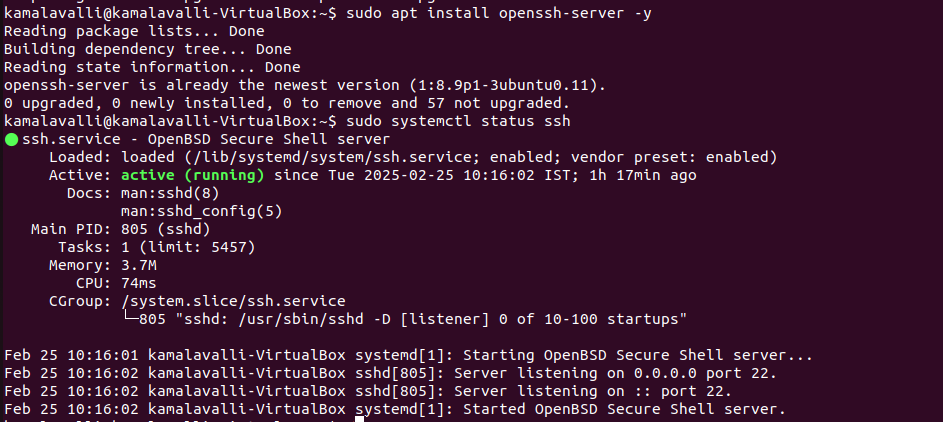 kamalavalli@kamalavalli-VirtualBox:~$ sudo apt install openssh-server -y
Reading package lists... Done
Building dependency tree... Done
Reading state information... Done
openssh-server is already the newest version (1:8.9p1-3ubuntu0.11).
0 upgraded, 0 newly installed, 0 to remove and 57 not upgraded.
kamalavalli@kamalavalli-VirtualBox:~$ sudo systemctl status ssh
● ssh.service - OpenBSD Secure Shell server
     Loaded: loaded (/lib/systemd/system/ssh.service; enabled; vendor preset: enabled)
     Active: active (running) since Tue 2025-02-25 10:16:02 IST; 1h 17min ago
       Docs: man:sshd(8)
             man:sshd_config(5)
   Main PID: 805 (sshd)
      Tasks: 1 (limit: 5457)
     Memory: 3.7M
        CPU: 74ms
     CGroup: /system.slice/ssh.service
             └─805 "sshd: /usr/sbin/sshd -D [listener] 0 of 10-100 startups"

Feb 25 10:16:01 kamalavalli-VirtualBox systemd[1]: Starting OpenBSD Secure Shell server...
Feb 25 10:16:02 kamalavalli-VirtualBox sshd[805]: Server listening on 0.0.0.0 port 22.
Feb 25 10:16:02 kamalavalli-VirtualBox sshd[805]: Server listening on :: port 22.
Feb 25 10:16:02 kamalavalli-VirtualBox systemd[1]: Started OpenBSD Secure Shell server.